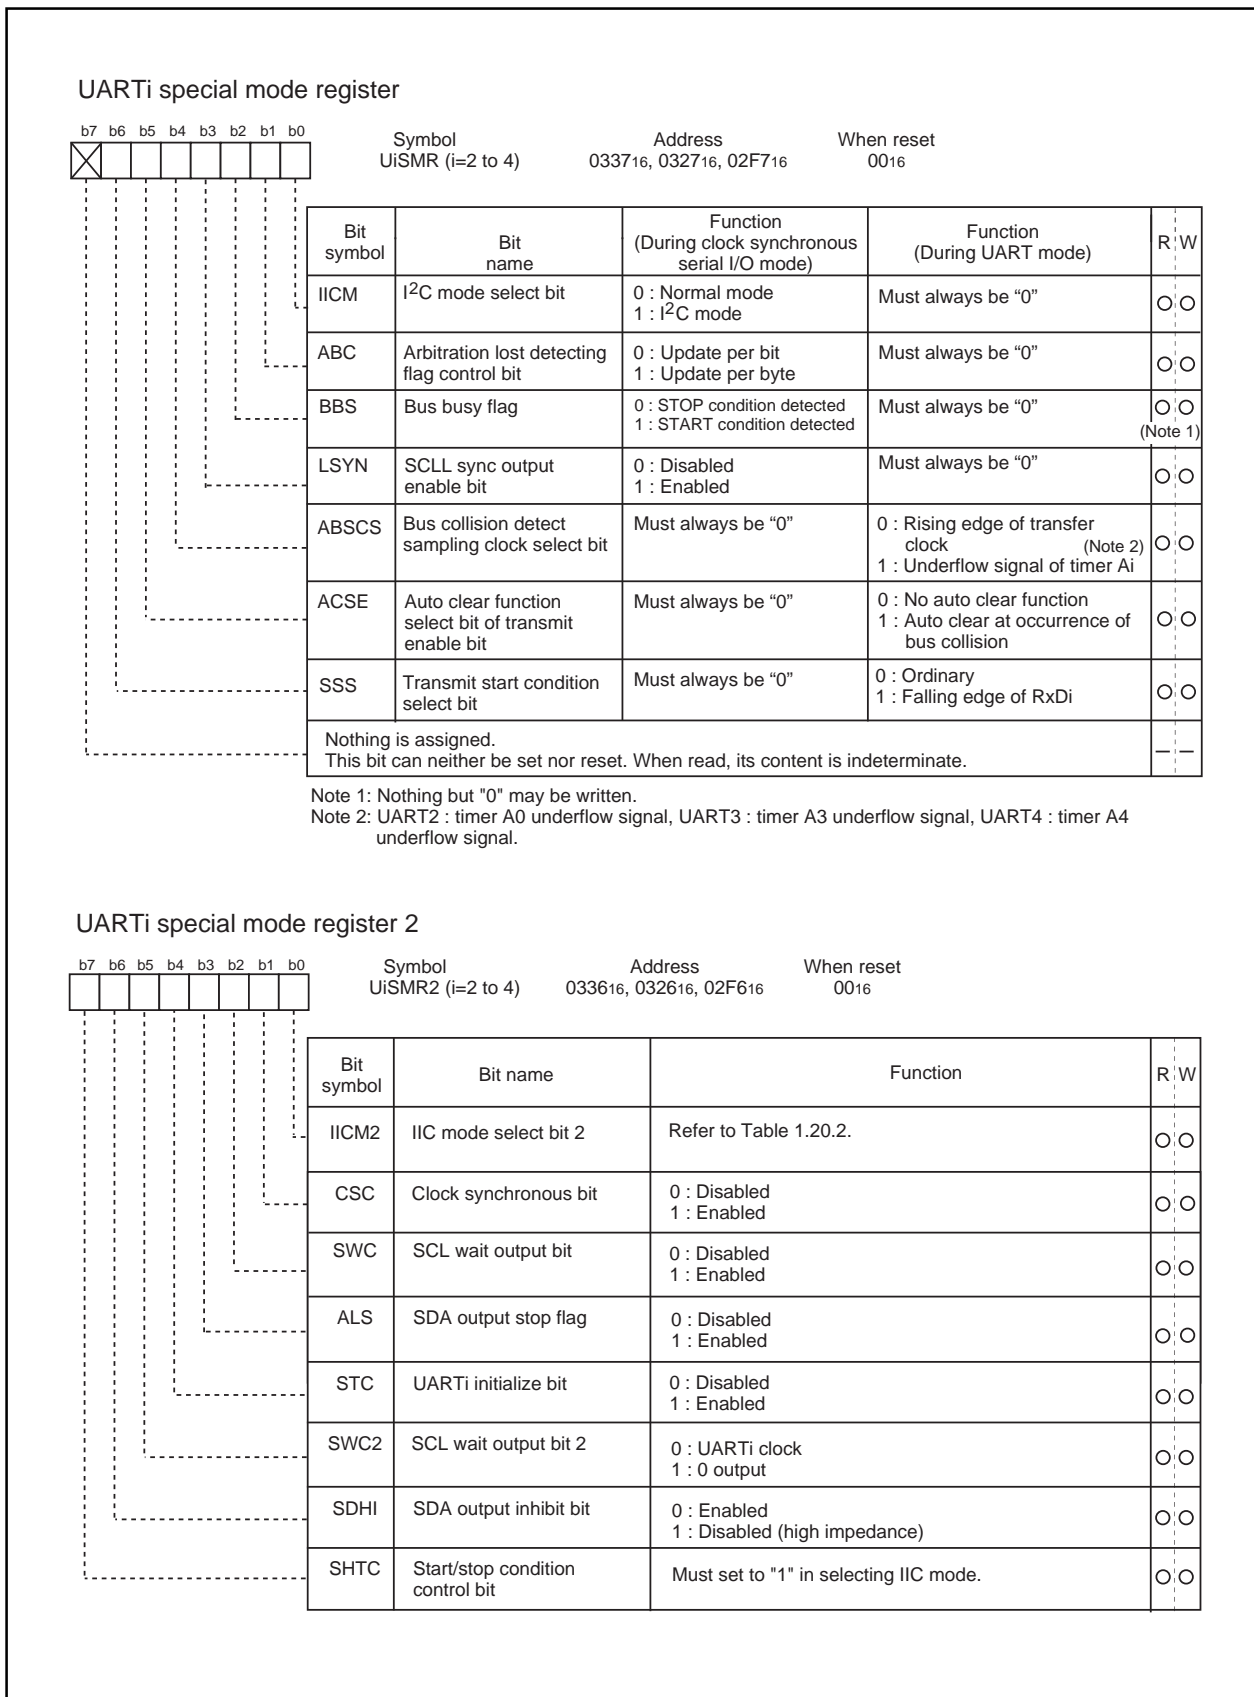 UARTi special mode register
b7 b6 b5 b4 b3 b2 b1 b0
Symbol Address When reset
UiSMR (i=2 to 4) 033716, 032716, 02F716 0016
Bit symbol Bit name Function (During clock synchronous serial I/O mode) Function (During UART mode) R W
IICM I2C mode select bit 0 : Normal mode Must always be “0”
1 : I2C mode
ABC Arbitration lost detecting 0 : Update per bit Must always be “0”
flag control bit 1 : Update per byte
BBS Bus busy flag 0 : STOP condition detected Must always be “0”
1 : START condition detected (Note 1)
LSYN SCLL sync output 0 : Disabled Must always be “0”
enable bit 1 : Enabled
ABSCS Bus collision detect Must always be “0” 0 : Rising edge of transfer
sampling clock select bit clock (Note 2)
1 : Underflow signal of timer Ai
ACSE Auto clear function Must always be “0” 0 : No auto clear function
select bit of transmit 1 : Auto clear at occurrence of
enable bit bus collision
SSS Transmit start condition Must always be “0” 0 : Ordinary
select bit 1 : Falling edge of RxDi
Nothing is assigned.
This bit can neither be set nor reset. When read, its content is indeterminate. – –
Note 1: Nothing but "0" may be written.
Note 2: UART2 : timer A0 underflow signal, UART3 : timer A3 underflow signal, UART4 : timer A4
underflow signal.
UARTi special mode register 2
b7 b6 b5 b4 b3 b2 b1 b0
Symbol Address When reset
UiSMR2 (i=2 to 4) 033616, 032616, 02F616 0016
Bit symbol Bit name Function R W
IICM2 IIC mode select bit 2 Refer to Table 1.20.2.
CSC Clock synchronous bit 0 : Disabled
1 : Enabled
SWC SCL wait output bit 0 : Disabled
1 : Enabled
ALS SDA output stop flag 0 : Disabled
1 : Enabled
STC UARTi initialize bit 0 : Disabled
1 : Enabled
SWC2 SCL wait output bit 2 0 : UARTi clock
1 : 0 output
SDHI SDA output inhibit bit 0 : Enabled
1 : Disabled (high impedance)
SHTC Start/stop condition Must set to "1" in selecting IIC mode.
control bit